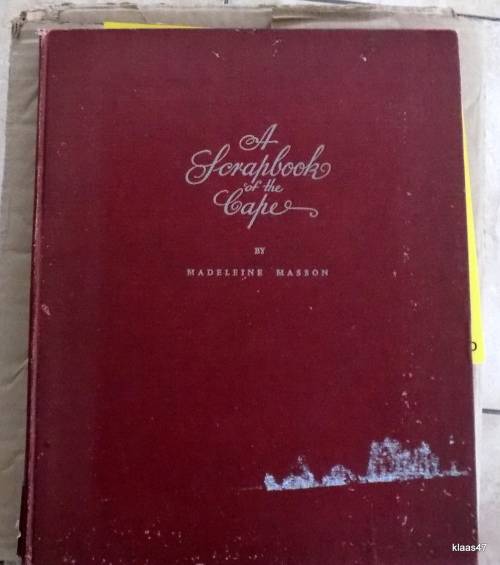 A
Scrapbook
of the
Cape
BY
MADELEINE MASSON
klaas47